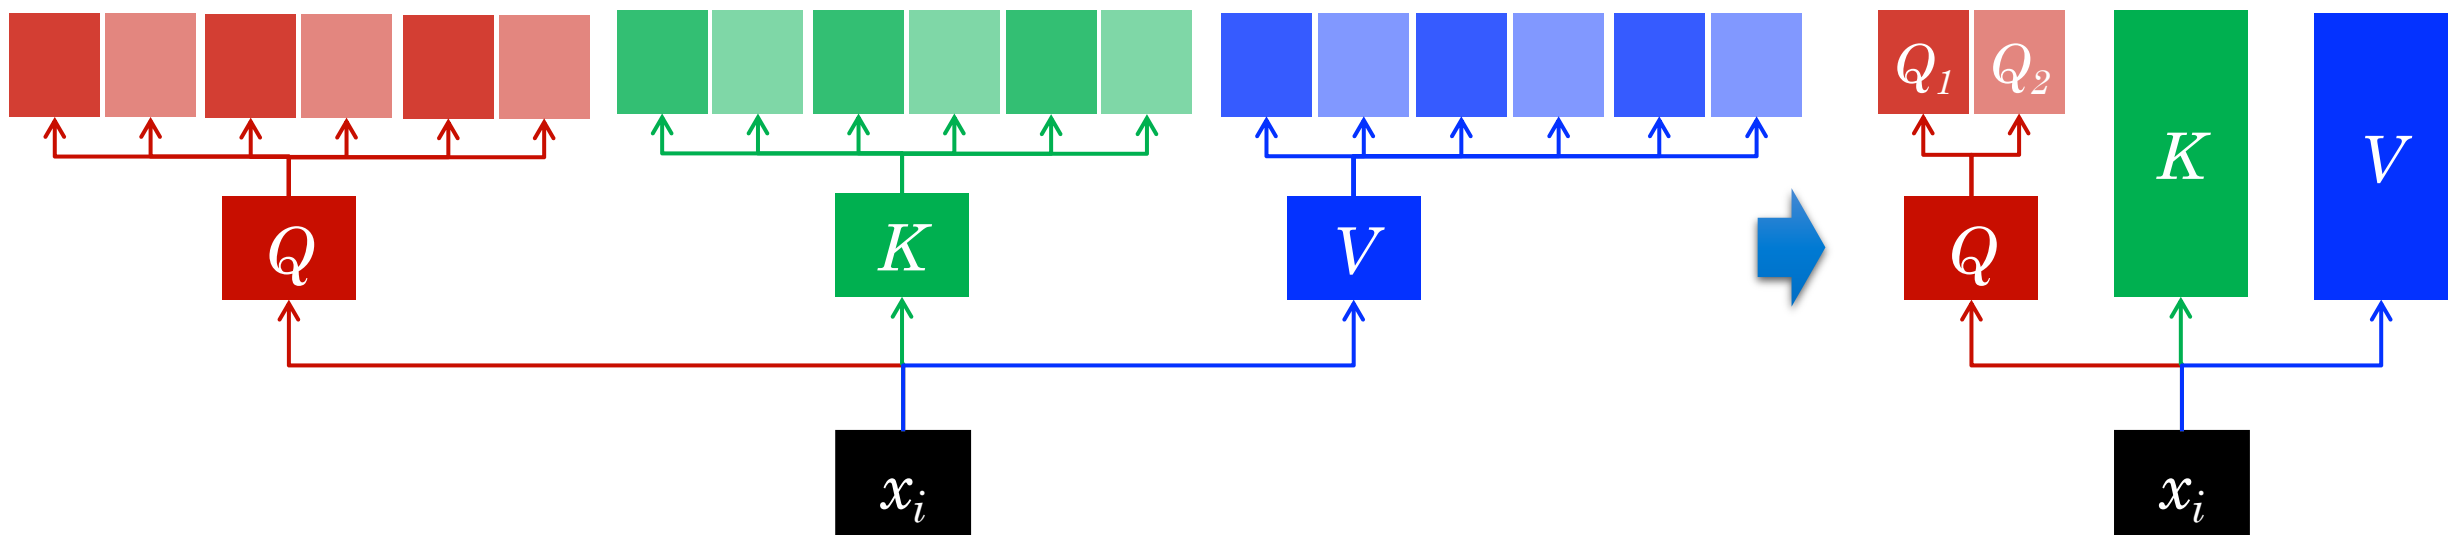 Q₁ Q₂
K V
Q K V Q
xᵢ xᵢ